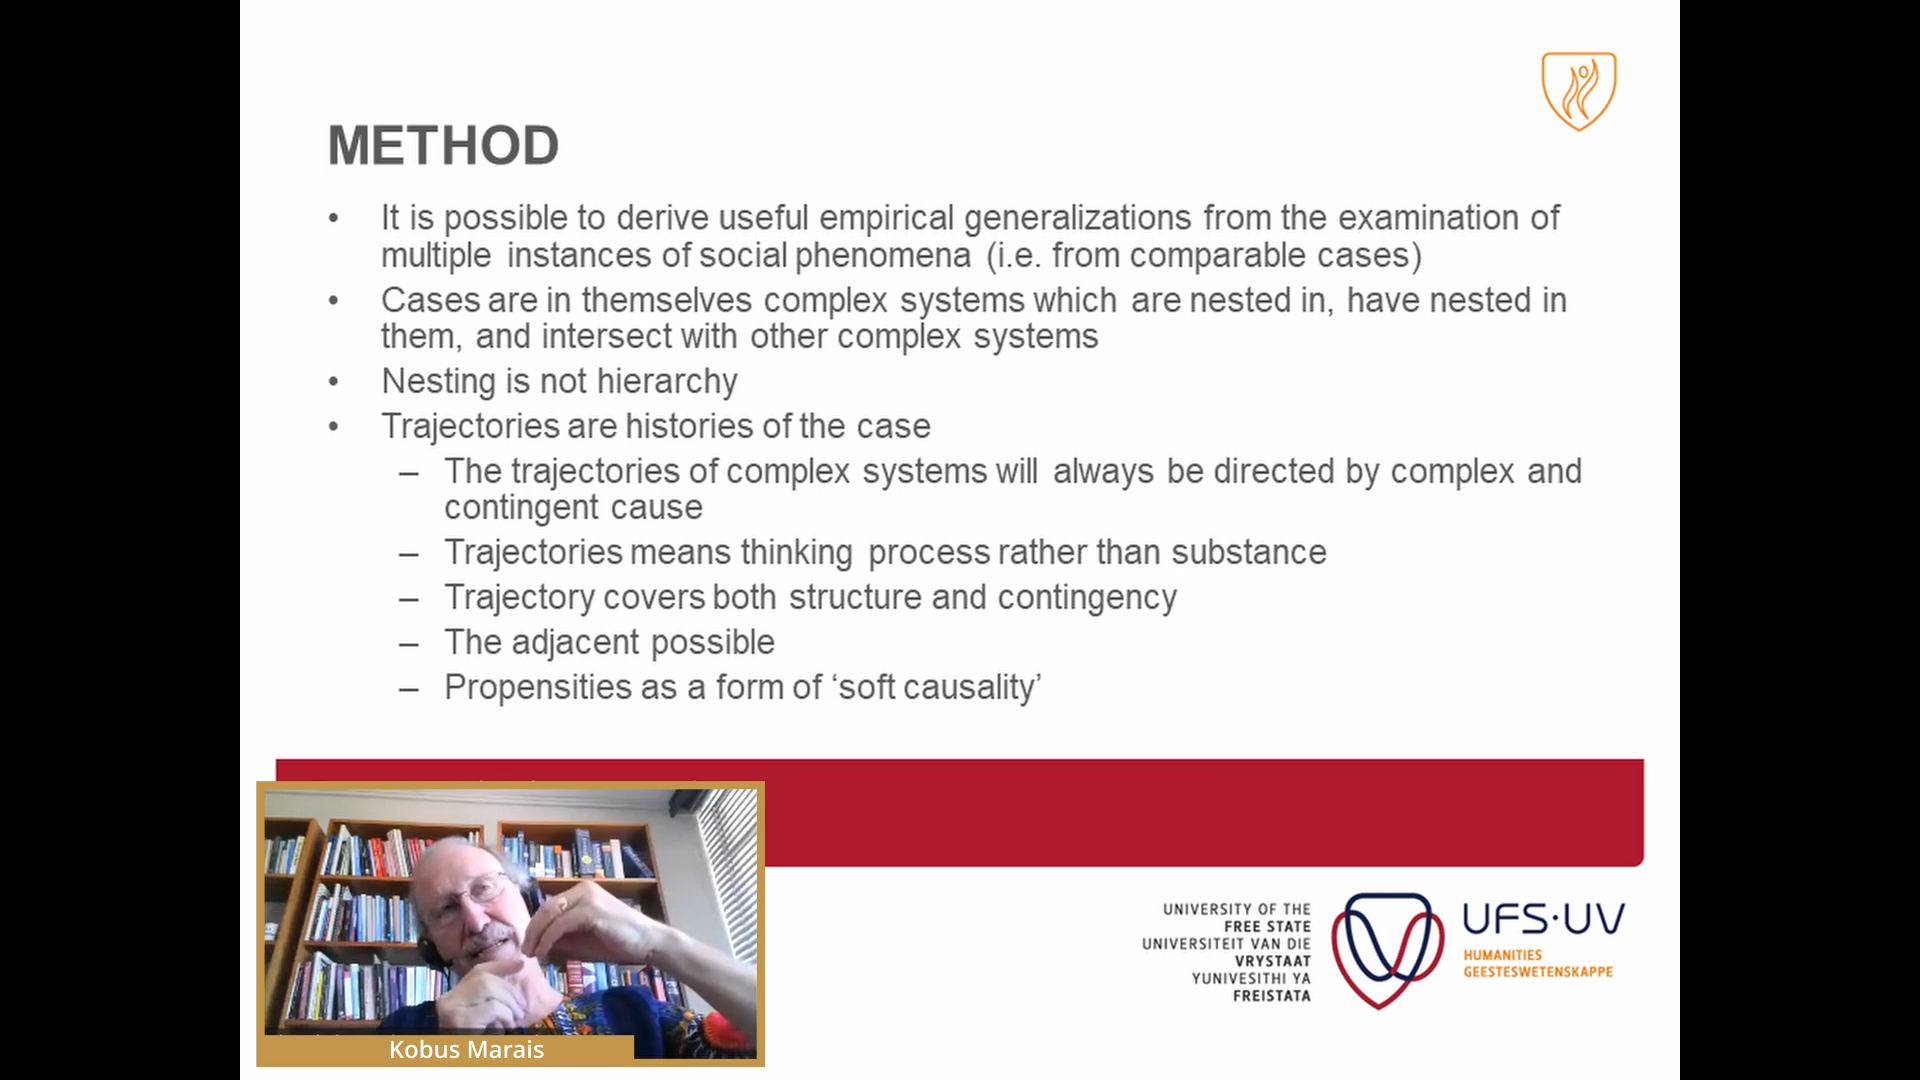 METHOD
• It is possible to derive useful empirical generalizations from the examination of
multiple instances of social phenomena (i.e. from comparable cases)
• Cases are in themselves complex systems which are nested in, have nested in
them, and intersect with other complex systems
• Nesting is not hierarchy
• Trajectories are histories of the case
– The trajectories of complex systems will always be directed by complex and
contingent cause
– Trajectories means thinking process rather than substance
– Trajectory covers both structure and contingency
– The adjacent possible
– Propensities as a form of ‘soft causality’
UNIVERSITY OF THE
FREE STATE
UNIVERSITEIT VAN DIE
VRYSTAAT
YUNIVESITHI YA
FREISTATA
UFS·UV
HUMANITIES
GEESTESWETENSKAPPE
Kobus Marais